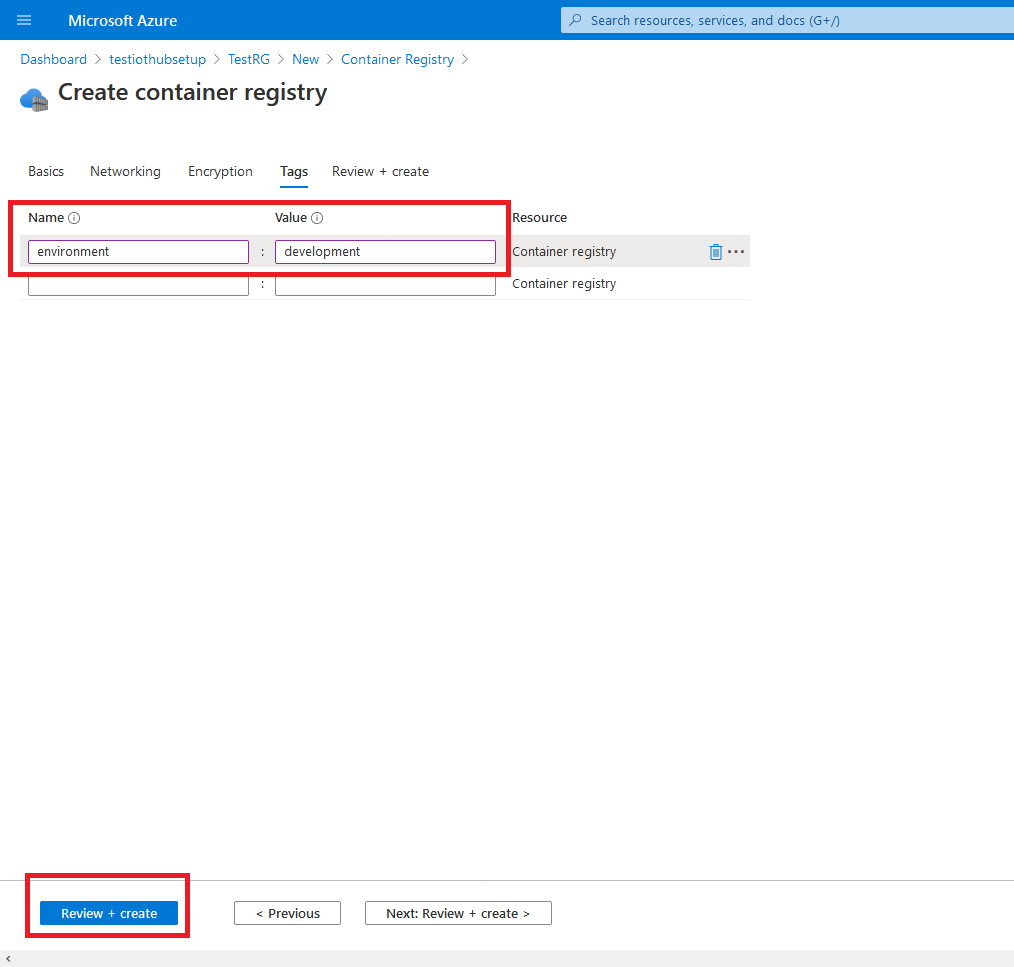 Microsoft Azure
Search resources, services, and docs (G+/)
Dashboard > testiothubsetup > TestRG > New > Container Registry >
Create container registry
Basics Networking Encryption Tags Review + create
Name Value Resource
environment : development Container registry
: Container registry
Review + create < Previous Next: Review + create >